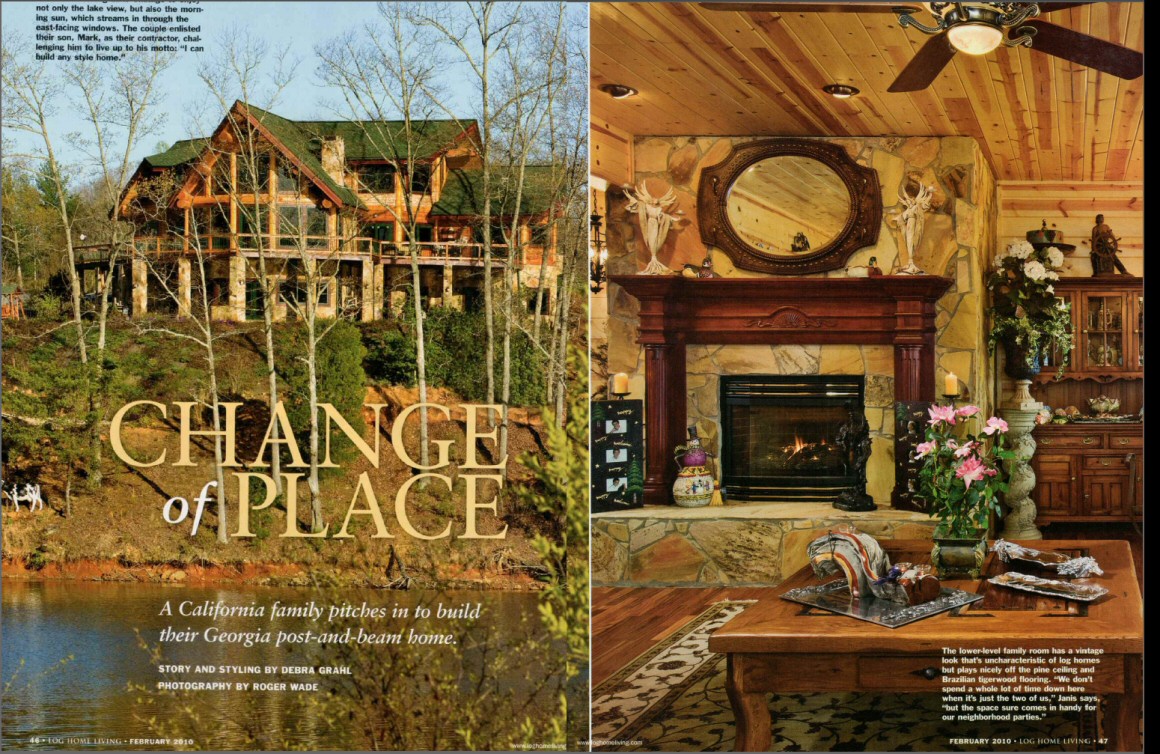 not only the lake view, but also the morn-
ing sun, which streams in through the
east-facing windows. The couple enlisted
their son, Mark, as their contractor, chal-
lenging him to live up to his motto: “I can
build any style home.”
CHANGE
of PLACE
A California family pitches in to build
their Georgia post-and-beam home.
STORY AND STYLING BY DEBRA GRAHL
PHOTOGRAPHY BY ROGER WADE
46 • LOG HOME LIVING • FEBRUARY 2010
The lower-level family room has a vintage
look that’s uncharacteristic of log homes
but plays nicely off the pine ceiling and
Brazilian tigerwood flooring. “We don’t
spend a whole lot of time down here
when it’s just the two of us,” Janis says,
“but the space sure comes in handy for
our neighborhood parties.”
FEBRUARY 2010 • LOG HOME LIVING • 47